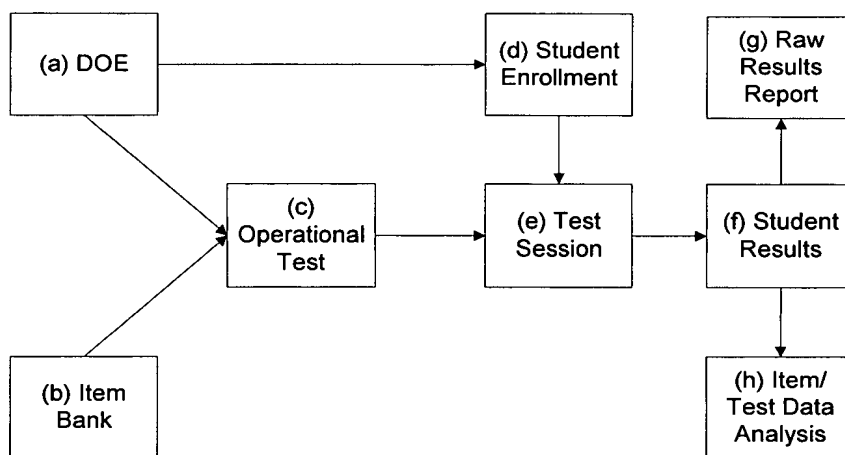 (a) DOE
(d) Student
Enrollment
(g) Raw
Results
Report
(c)
Operational
Test
(e) Test
Session
(f) Student
Results
(b) Item
Bank
(h) Item/
Test Data
Analysis